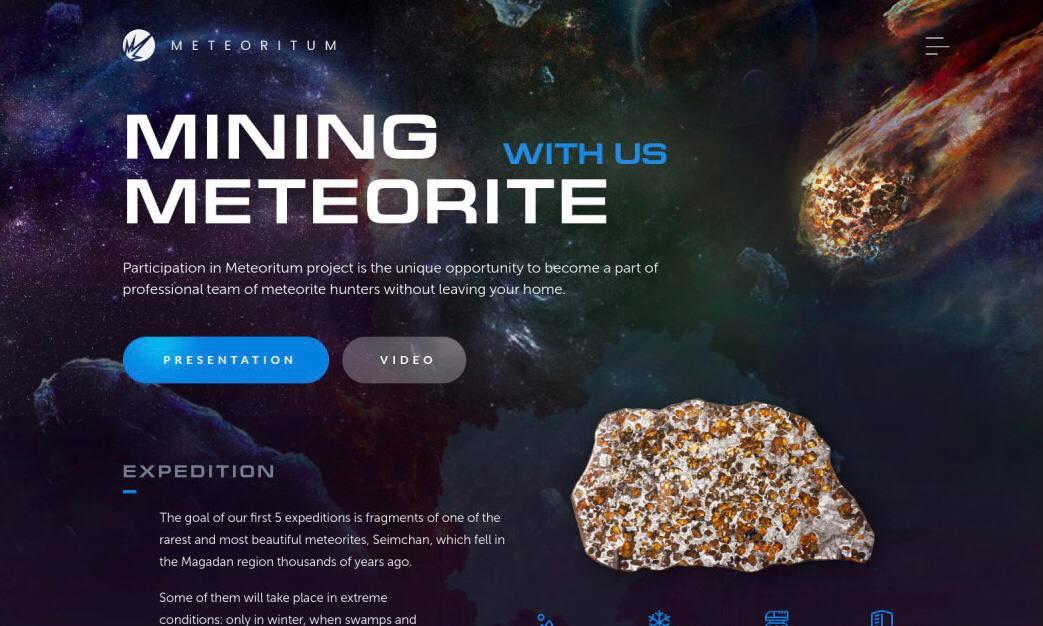 METEORITUM
MINING
WITH US
METEORITE
Participation in Meteoritum project is the unique opportunity to become a part of
professional team of meteorite hunters without leaving your home.
PRESENTATION
VIDEO
EXPEDITION
The goal of our first 5 expeditions is fragments of one of the
rarest and most beautiful meteorites, Seimchan, which fell in
the Magadan region thousands of years ago.
Some of them will take place in extreme
conditions: only in winter, when swamps and